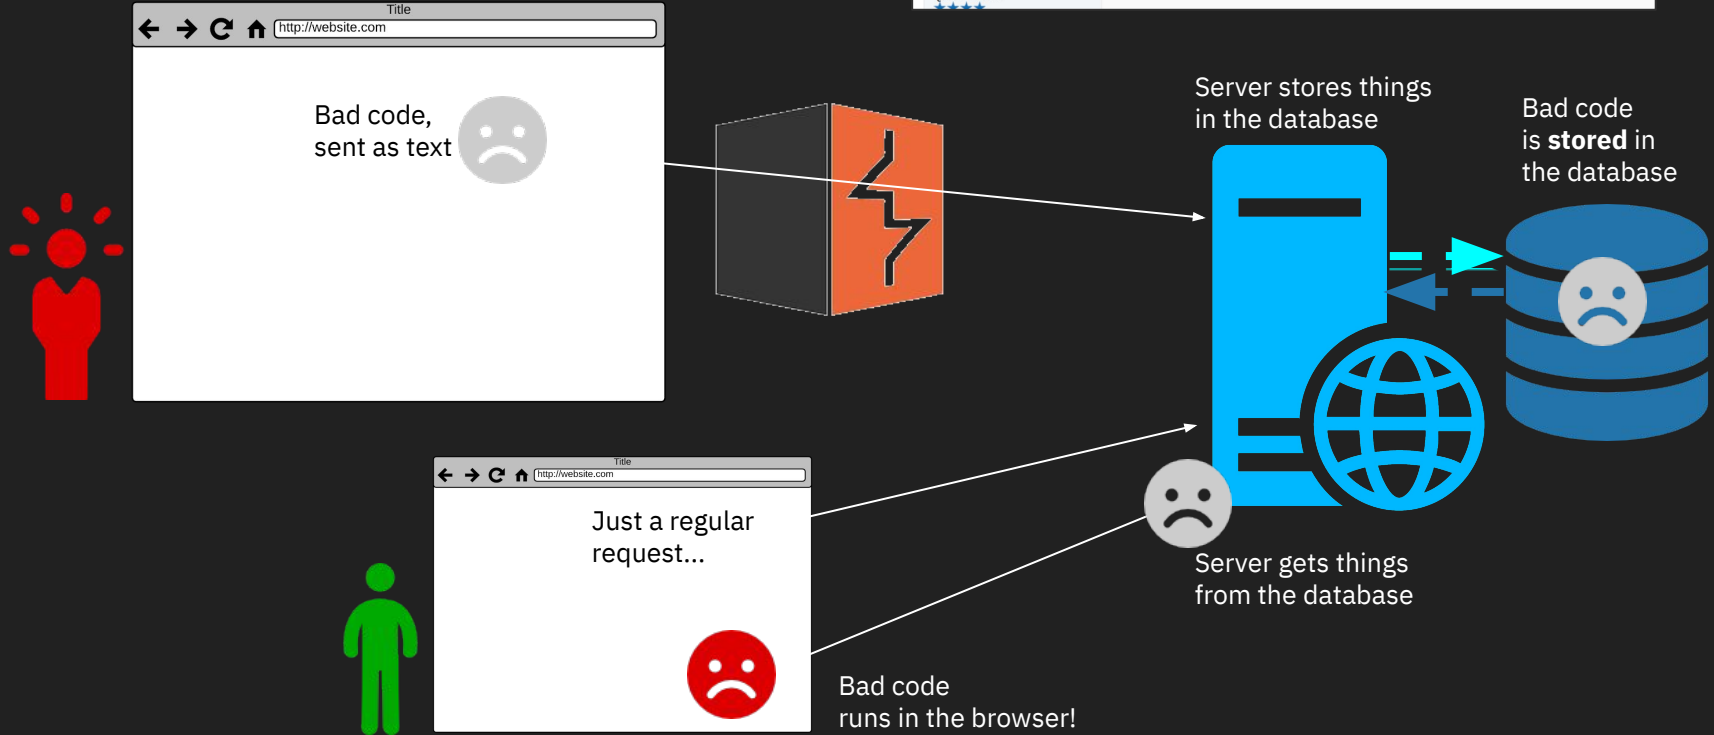 Title
http://website.com
Bad code,
sent as text
Server stores things
in the database
Bad code
is stored in
the database
Title
http://website.com
Just a regular
request...
Server gets things
from the database
Bad code
runs in the browser!